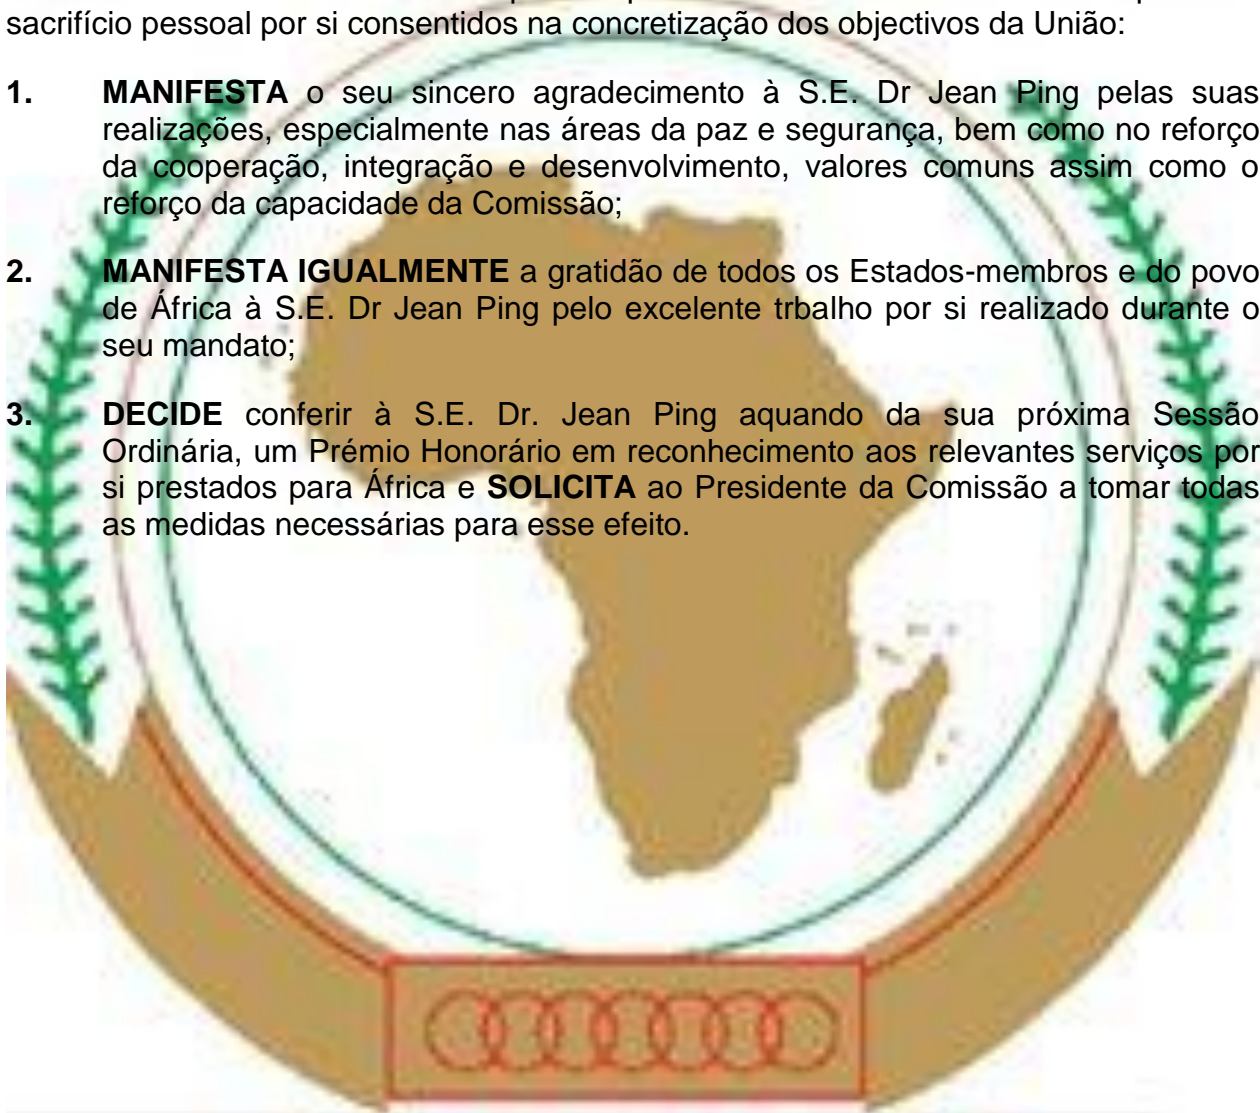 sacrifício pessoal por si consentidos na concretização dos objectivos da União:
1. MANIFESTA o seu sincero agradecimento à S.E. Dr Jean Ping pelas suas
realizações, especialmente nas áreas da paz e segurança, bem como no reforço
da cooperação, integração e desenvolvimento, valores comuns assim como o
reforço da capacidade da Comissão;
2. MANIFESTA IGUALMENTE a gratidão de todos os Estados-membros e do povo
de África à S.E. Dr Jean Ping pelo excelente trbalho por si realizado durante o
seu mandato;
3. DECIDE conferir à S.E. Dr. Jean Ping aquando da sua próxima Sessão
Ordinária, um Prémio Honorário em reconhecimento aos relevantes serviços por
si prestados para África e SOLICITA ao Presidente da Comissão a tomar todas
as medidas necessárias para esse efeito.